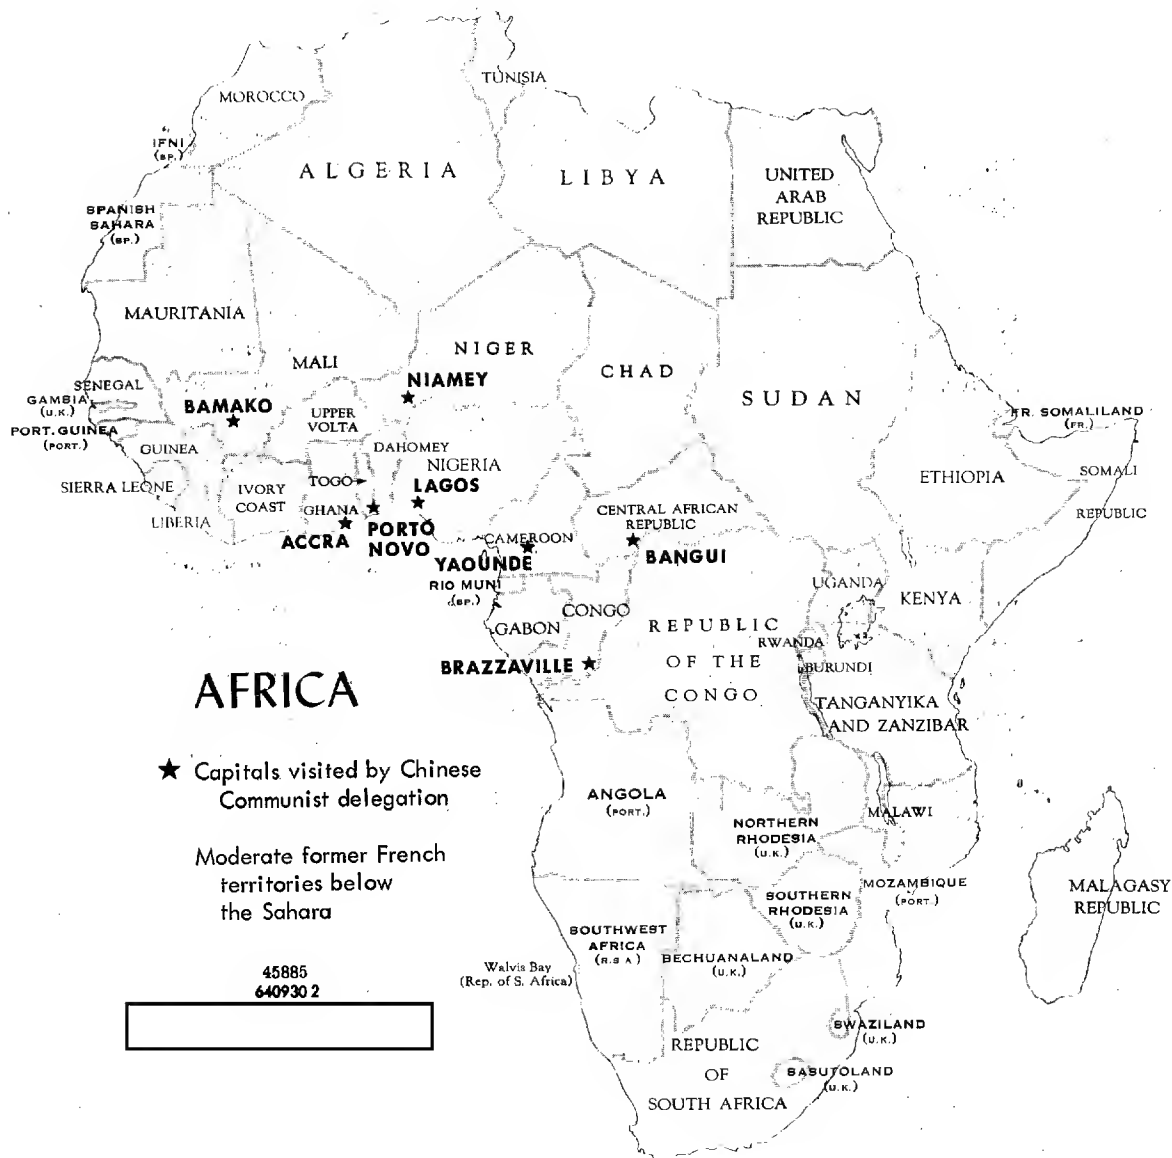 TUNISIA
MOROCCO
IFNI
(SP.)
ALGERIA
LIBYA
UNITED
ARAB
REPUBLIC
SPANISH
SAHARA
(SP.)
MAURITANIA
MALI
NIGER
CHAD
SUDAN
NIAMEY
SENEGAL
GAMBIA
(U.K.)
BAMAKO
UPPER
VOLTA
FR. SOMALILAND
(FR.)
PORT. GUINEA
(PORT.)
GUINEA
DAHOMEY
NIGERIA
ETHIOPIA
SOMALI
REPUBLIC
SIERRA LEONE
IVORY
COAST
TOGO
LAGOS
LIBERIA
GHANA
ACCRA
PORTO
NOVO
CENTRAL AFRICAN
REPUBLIC
CAMEROON
YAOUNDE
BANGUI
RIO MUNI
(SP.)
UGANDA
KENYA
GABON
CONGO
REPUBLIC
OF THE
CONGO
RWANDA
BURUNDI
BRAZZAVILLE
TANGANYIKA
AND ZANZIBAR
AFRICA
★ Capitals visited by Chinese
Communist delegation
Moderate former French
territories below
the Sahara
45885
640930 2
ANGOLA
(PORT.)
NORTHERN
RHODESIA
(U.K.)
MALAWI
SOUTHERN
RHODESIA
(U.K.)
MOZAMBIQUE
(PORT.)
MALAGASY
REPUBLIC
SOUTHWEST
AFRICA
(R.S A)
BECHUANALAND
(U.K.)
Walvis Bay
(Rep. of S. Africa)
SWAZILAND
(U.K.)
REPUBLIC
OF
SOUTH AFRICA
BASUTOLAND
(U.K.)